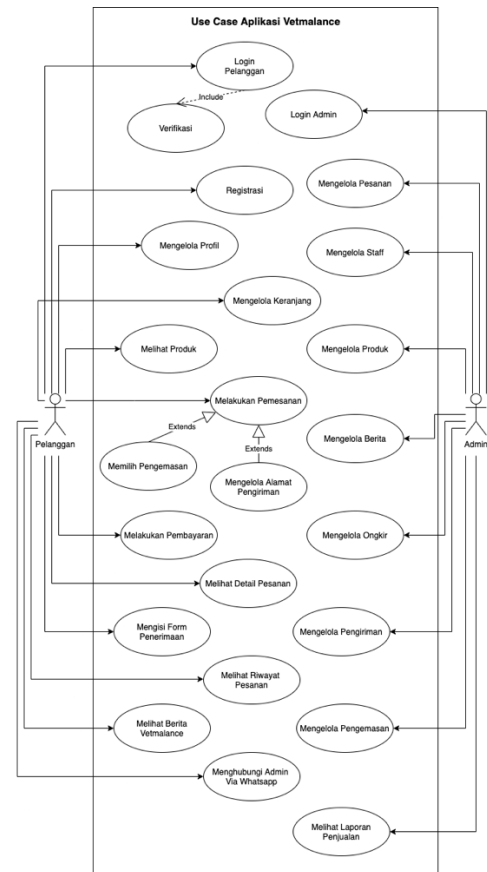 Use Case Aplikasi Vetmalance
Login
Pelanggan
Include
Verifikasi
Login Admin
Registrasi
Mengelola Pesanan
Mengelola Profil
Mengelola Staff
Mengelola Keranjang
Melihat Produk
Mengelola Produk
Melakukan Pemesanan
Extends
Extends
Mengelola Berita
Pelanggan
Admin
Memilih Pengemasan
Mengelola Alamat
Pengiriman
Melakukan Pembayaran
Mengelola Ongkir
Melihat Detail Pesanan
Mengisi Form
Penerimaan
Mengelola Pengiriman
Melihat Riwayat
Pesanan
Melihat Berita
Vetmalance
Mengelola Pengemasan
Menghubungi Admin
Via Whatsapp
Melihat Laporan
Penjualan